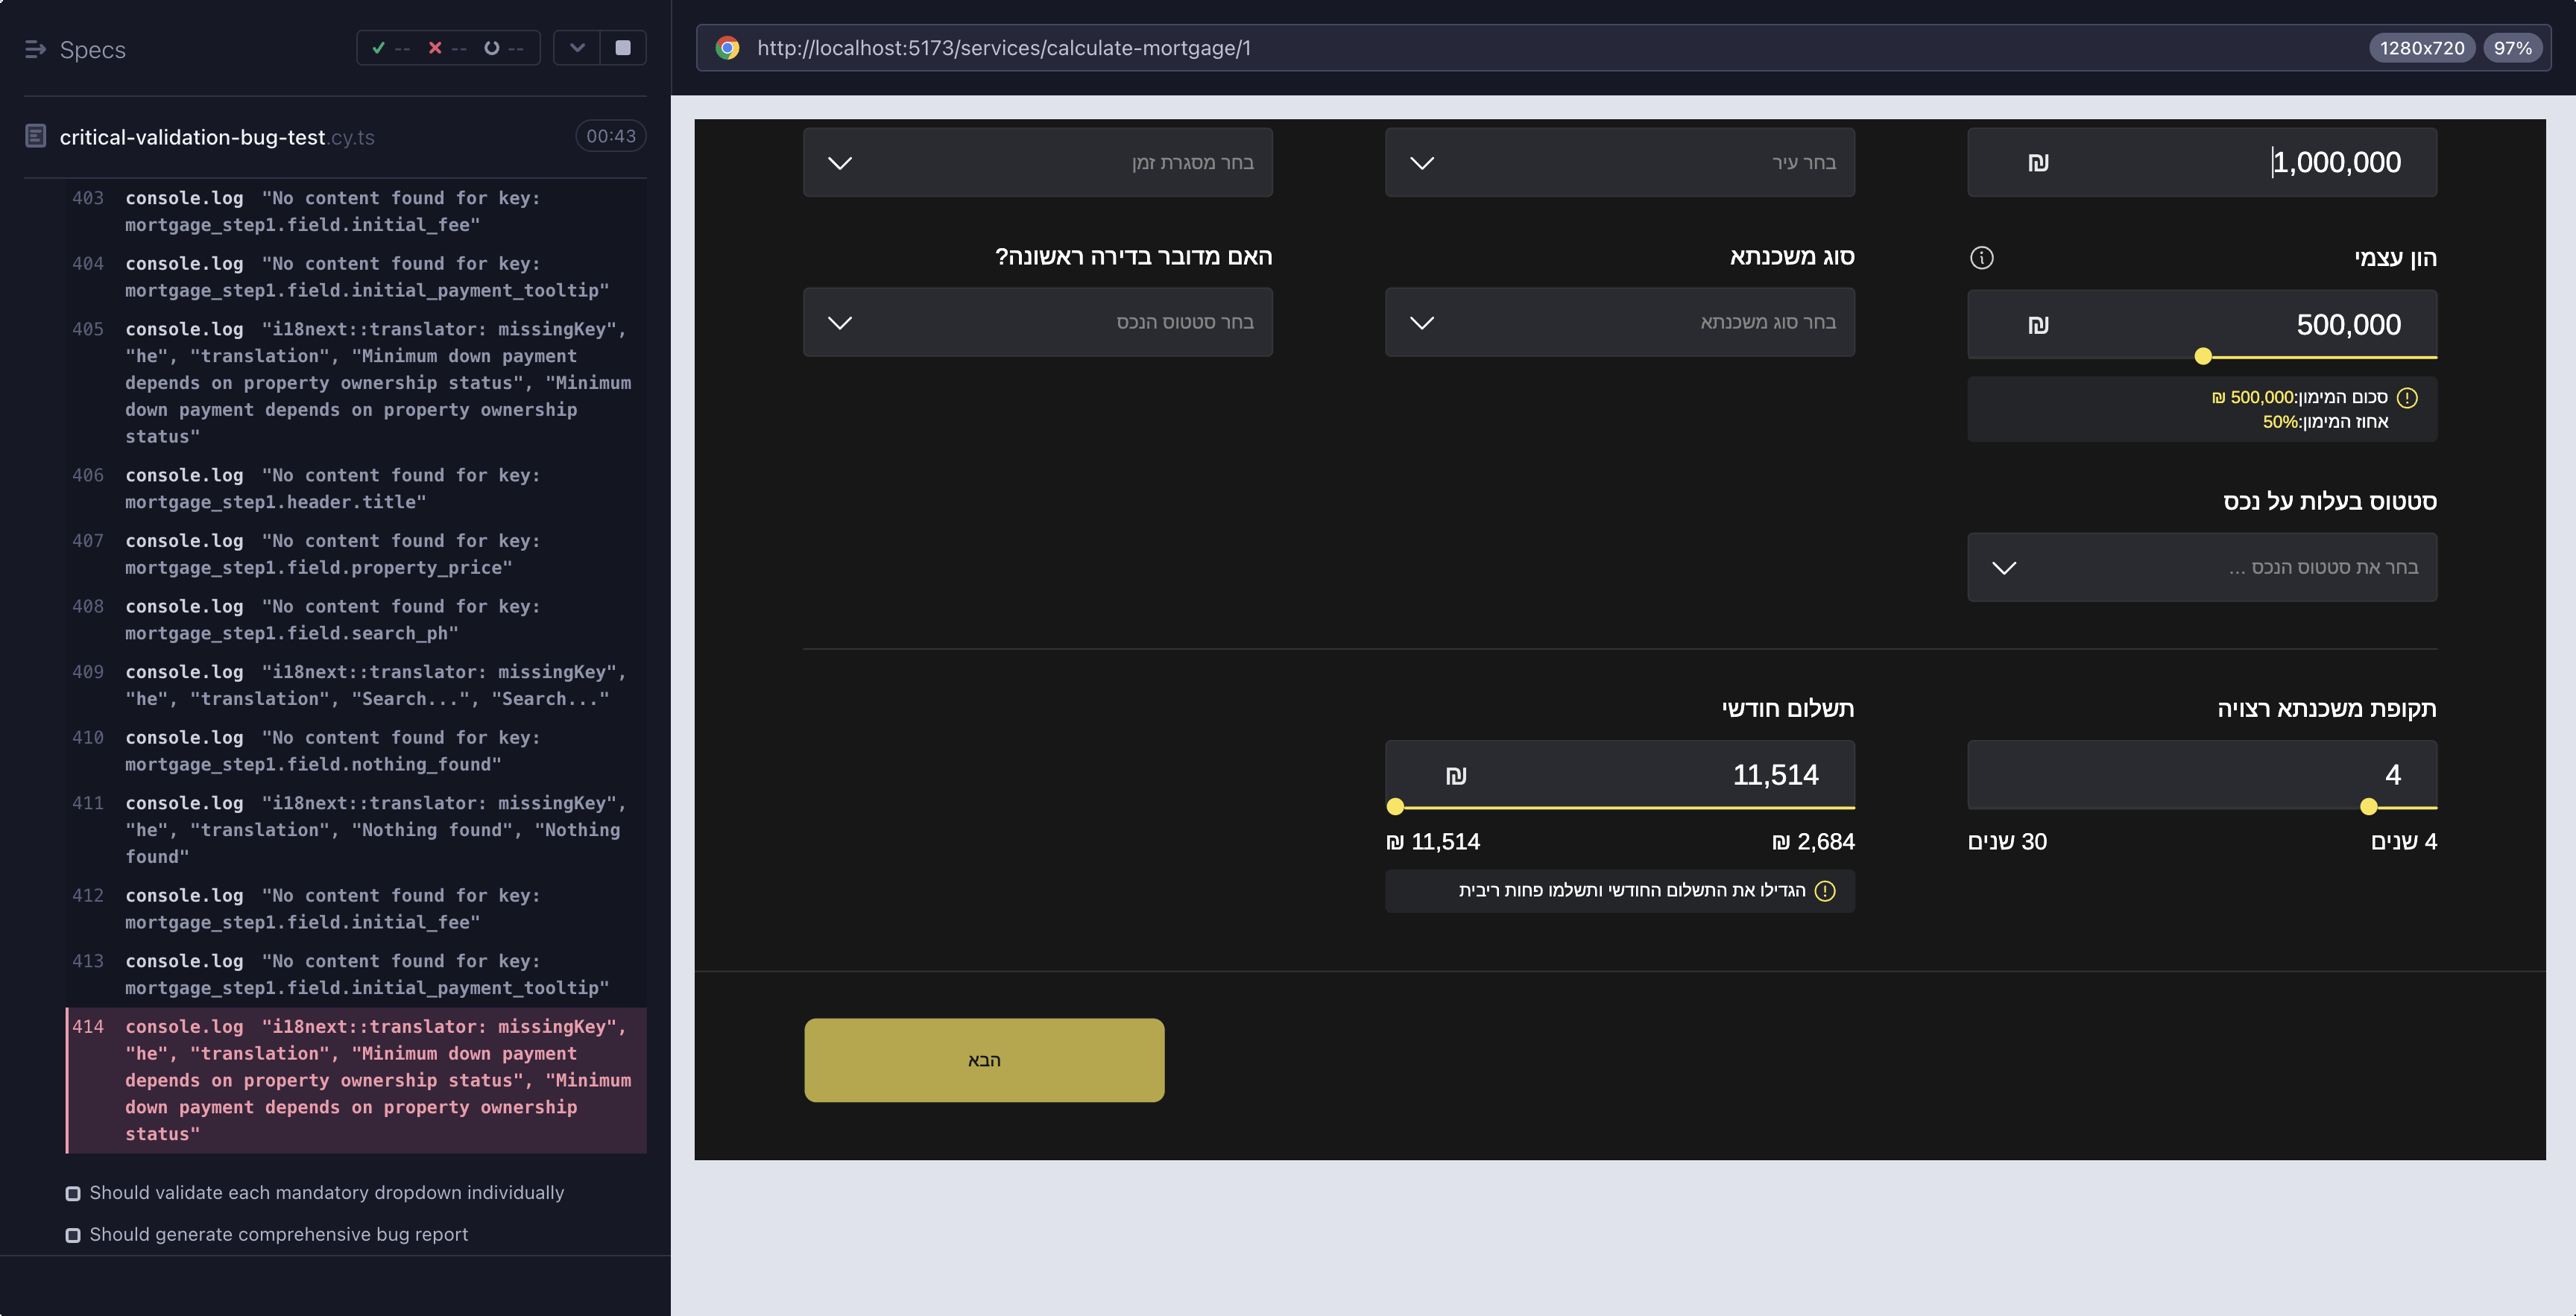 Specs
-- -- --
critical-validation-bug-test.cy.ts
00:43
403 console.log "No content found for key:
mortgage_step1.field.initial_fee"
404 console.log "No content found for key:
mortgage_step1.field.initial_payment_tooltip"
405 console.log "i18next::translator: missingKey",
"he", "translation", "Minimum down payment
depends on property ownership status", "Minimum
down payment depends on property ownership
status"
406 console.log "No content found for key:
mortgage_step1.header.title"
407 console.log "No content found for key:
mortgage_step1.field.property_price"
408 console.log "No content found for key:
mortgage_step1.field.search_ph"
409 console.log "i18next::translator: missingKey",
"he", "translation", "Search...", "Search..."
410 console.log "No content found for key:
mortgage_step1.field.nothing_found"
411 console.log "i18next::translator: missingKey",
"he", "translation", "Nothing found", "Nothing
found"
412 console.log "No content found for key:
mortgage_step1.field.initial_fee"
413 console.log "No content found for key:
mortgage_step1.field.initial_payment_tooltip"
414 console.log "i18next::translator: missingKey",
"he", "translation", "Minimum down payment
depends on property ownership status", "Minimum
down payment depends on property ownership
status"
Should validate each mandatory dropdown individually
Should generate comprehensive bug report
http://localhost:5173/services/calculate-mortgage/1
1280x720
97%
1,000,000 ₪
בחר עיר
בחר מסגרת זמן
הון עצמי
סוג משכנתא
האם מדובר בדירה ראשונה?
500,000 ₪
בחר סוג משכנתא
בחר סטטוס הנכס
סכום המימון:500,000 ₪
אחוז המימון:50%
סטטוס בעלות על נכס
בחר את סטטוס הנכס ...
תקופת משכנתא רצויה
תשלום חודשי
4
11,514 ₪
4 שנים
30 שנים
2,684 ₪
11,514 ₪
הגדילו את התשלום החודשי ותשלמו פחות ריבית
הבא